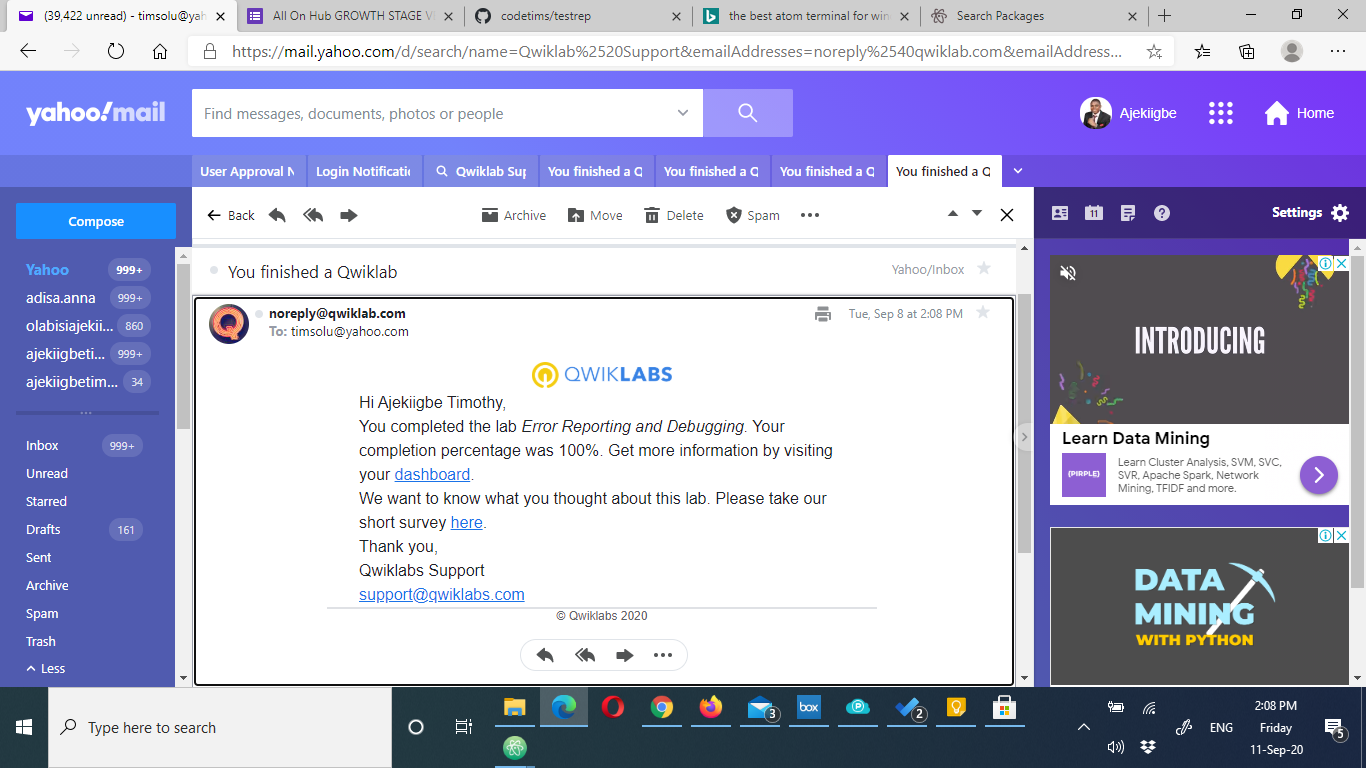 (39,422 unread) - timsolu@yah
All On Hub GROWTH STAGE V
codetims/testrep
the best atom terminal for win
Search Packages
https://mail.yahoo.com/d/search/name=Qwiklab%2520Support&emailAddresses=noreply%2540qwiklab.com&emailAddress...
yahoo!mail
Find messages, documents, photos or people
Ajekiigbe
Home
User Approval N
Login Notificati
Qwiklab Sup
You finished a Q
You finished a Q
You finished a Q
You finished a Q
Compose
Back
Archive
Move
Delete
Spam
11
Settings
Yahoo 999+
adisa.anna 999+
olabisiajekii... 860
ajekiigbeti... 999+
ajekiigbetim... 34
Inbox 999+
Unread
Starred
Drafts 161
Sent
Archive
Spam
Trash
Less
You finished a Qwiklab
Yahoo/Inbox
noreply@qwiklab.com
To: timsolu@yahoo.com
Tue, Sep 8 at 2:08 PM
QWIKLABS
Hi Ajekiigbe Timothy,
You completed the lab Error Reporting and Debugging. Your
completion percentage was 100%. Get more information by visiting
your dashboard.
We want to know what you thought about this lab. Please take our
short survey here.
Thank you,
Qwiklabs Support
support@qwiklabs.com
© Qwiklabs 2020
INTRODUCING
Learn Data Mining
{PIRPLE}
Learn Cluster Analysis, SVM, SVC,
SVR, Apache Spark, Network
Mining, TFIDF and more.
DATA
MINING
WITH PYTHON
Type here to search
3
box
2
ENG
2:08 PM
Friday
11-Sep-20
5